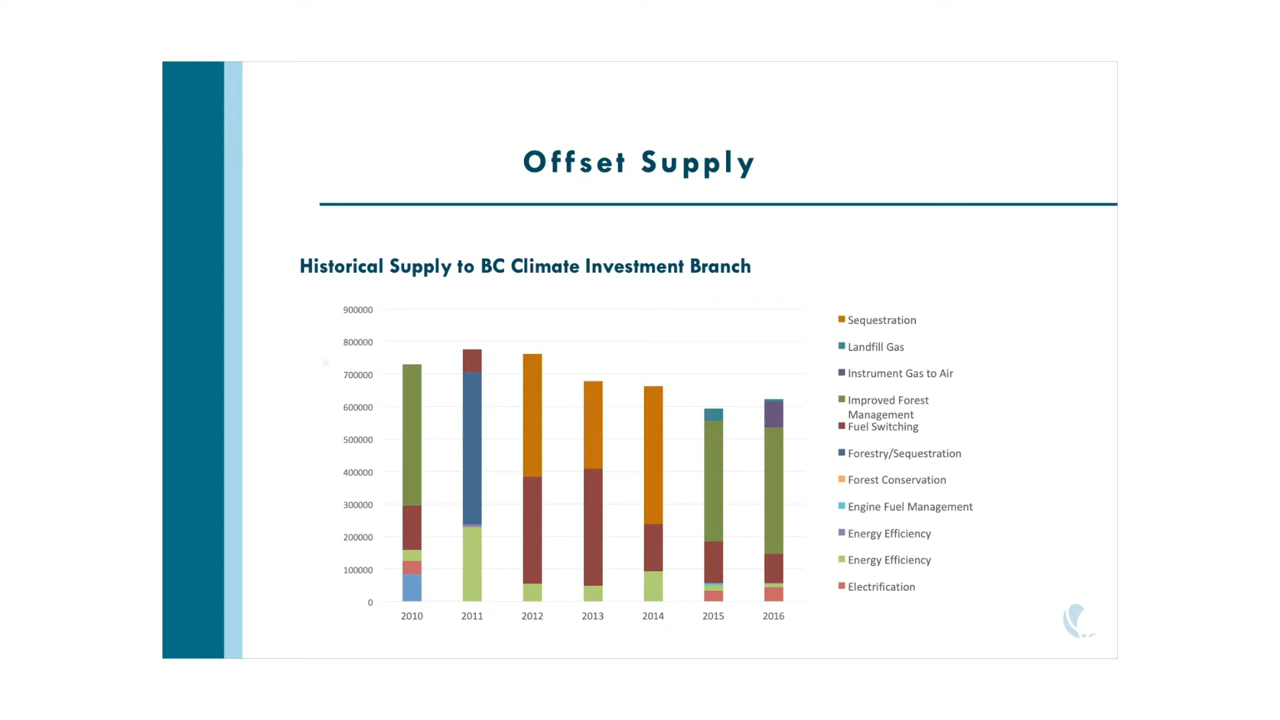 Offset Supply
Historical Supply to BC Climate Investment Branch
900000
800000
700000
600000
500000
400000
300000
200000
100000
0
2010 2011 2012 2013 2014 2015 2016
Sequestration
Landfill Gas
Instrument Gas to Air
Improved Forest
Management
Fuel Switching
Forestry/Sequestration
Forest Conservation
Engine Fuel Management
Energy Efficiency
Energy Efficiency
Electrification